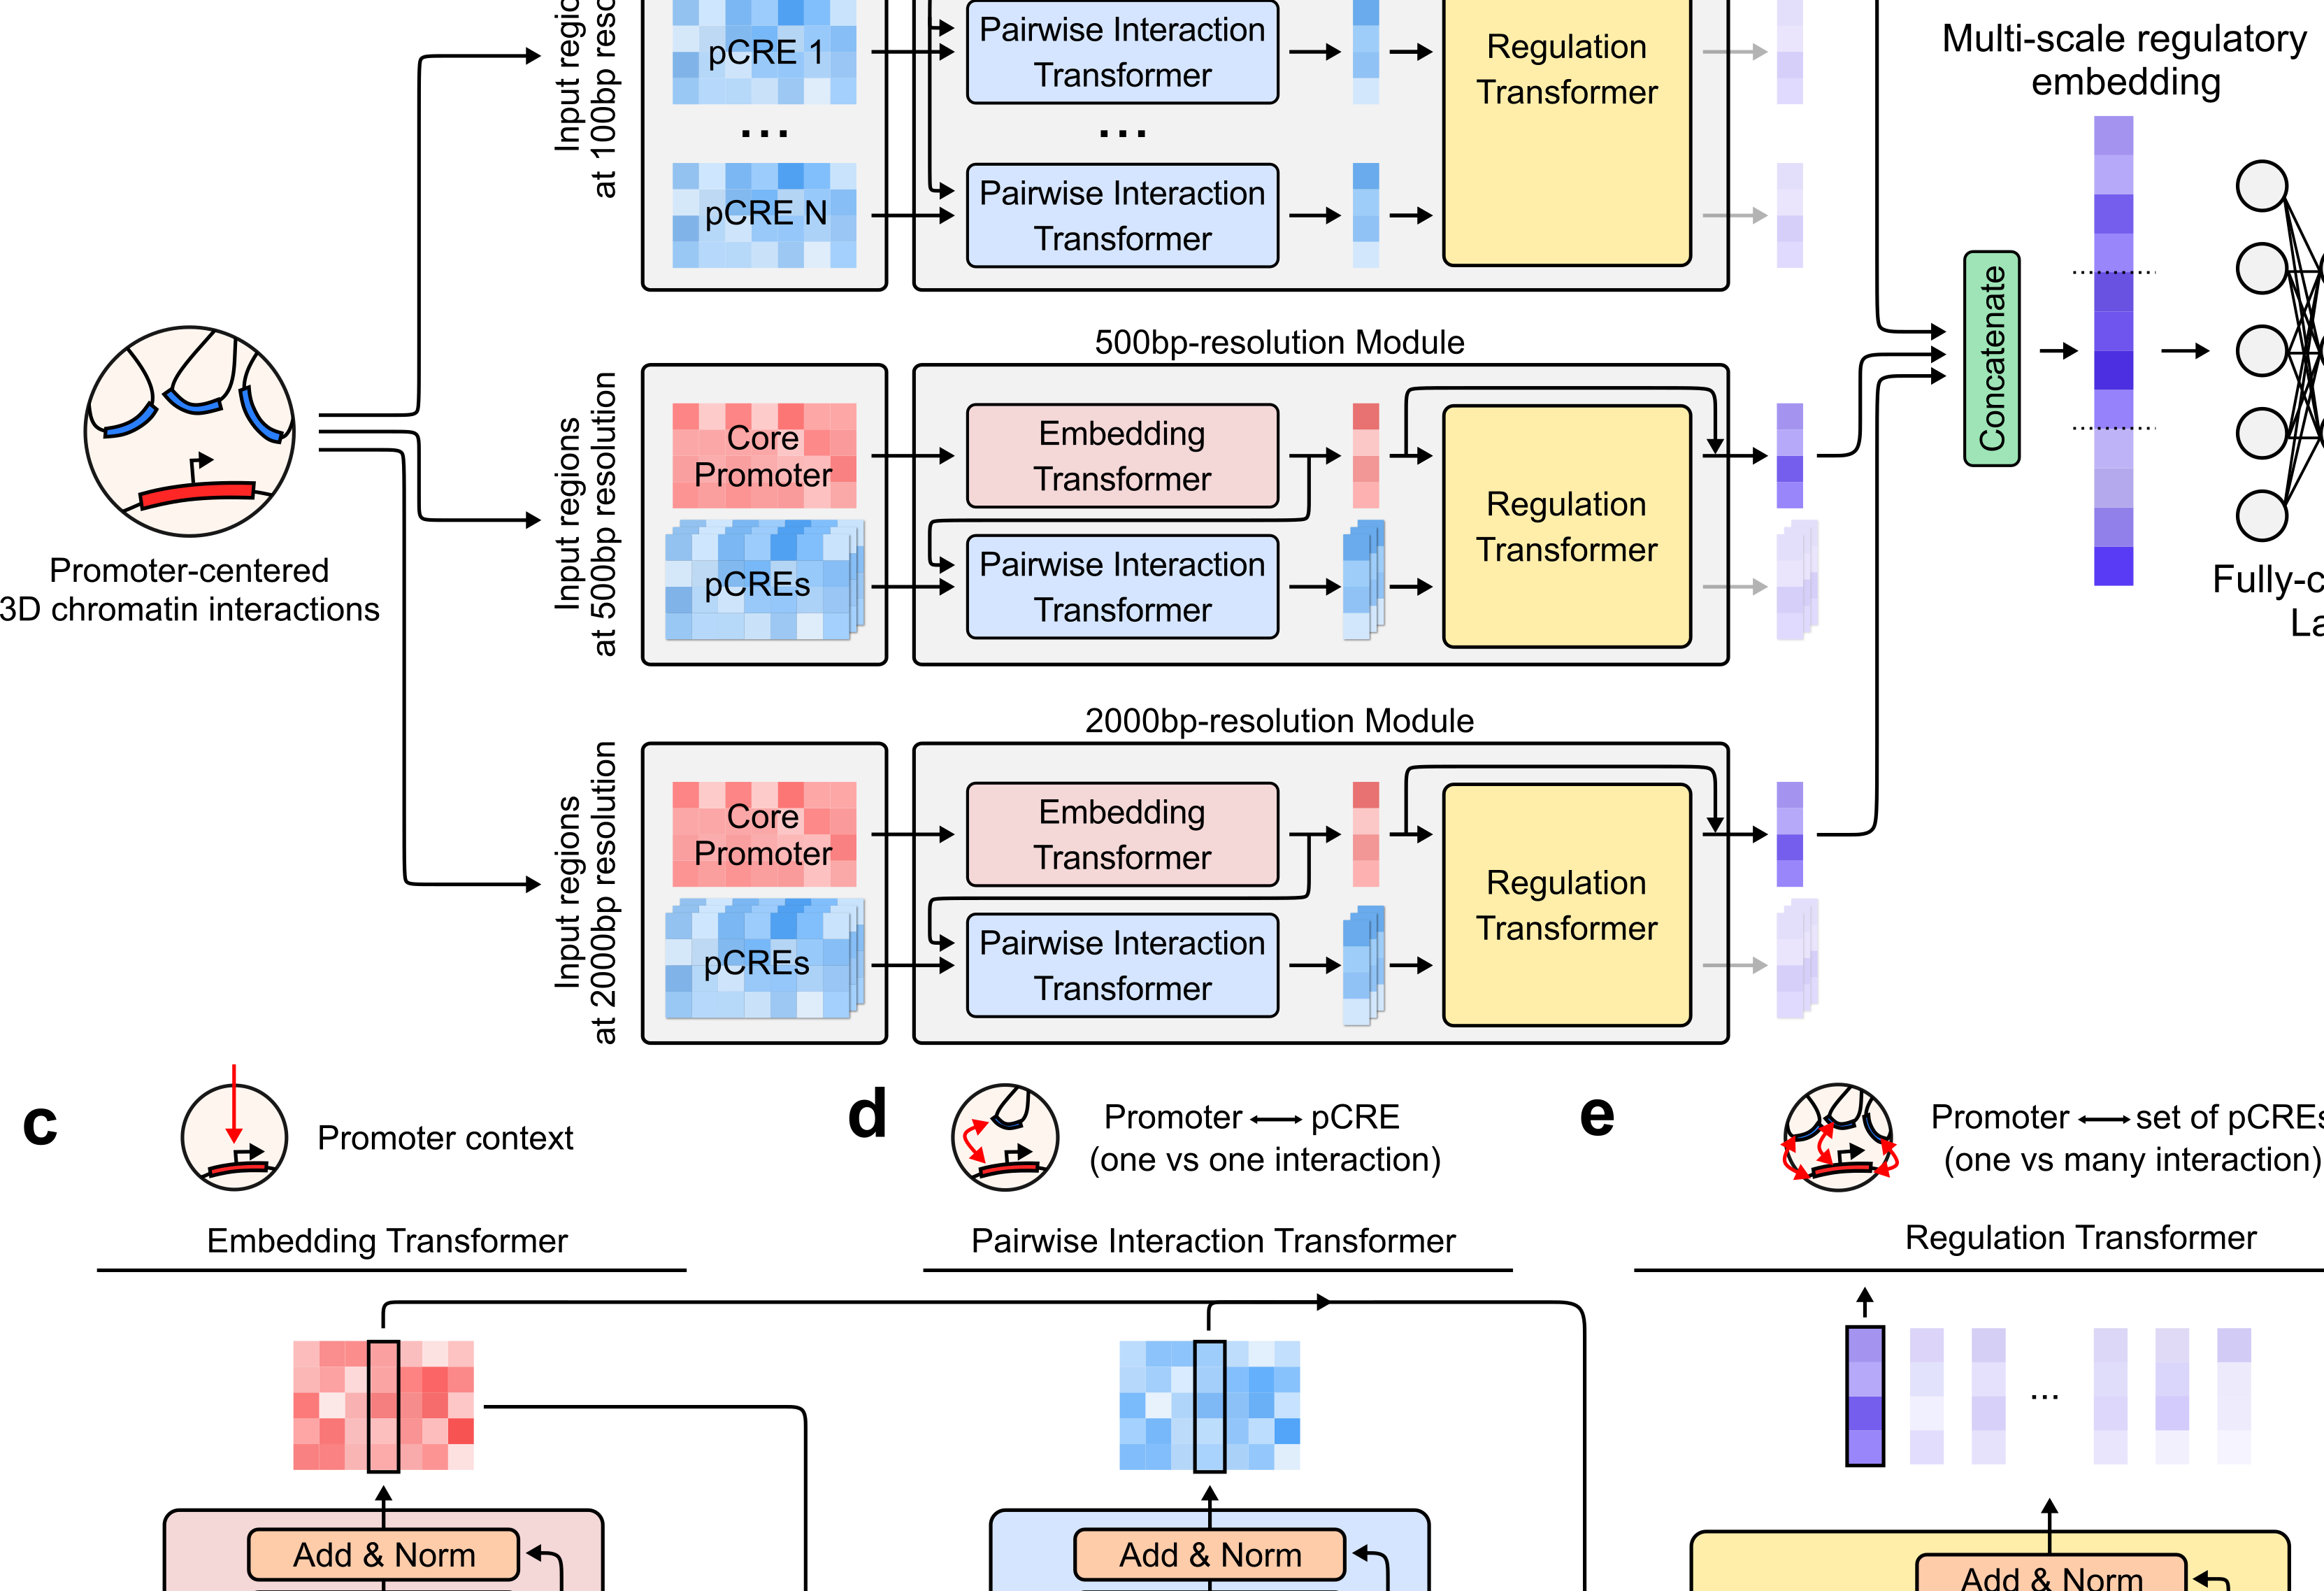 Input regio
at 100bp reso
pCRE 1
...
pCRE N
Pairwise Interaction
Transformer
...
Pairwise Interaction
Transformer
Regulation
Transformer
Multi-scale regulatory
embedding
Concatenate
Fully-c
La
Promoter-centered
3D chromatin interactions
500bp-resolution Module
Input regions
at 500bp resolution
Core
Promoter
pCREs
Embedding
Transformer
Pairwise Interaction
Transformer
Regulation
Transformer
2000bp-resolution Module
Input regions
at 2000bp resolution
Core
Promoter
pCREs
Embedding
Transformer
Pairwise Interaction
Transformer
Regulation
Transformer
c
Promoter context
Embedding Transformer
Add & Norm
d
Promoter ⟷ pCRE
(one vs one interaction)
Pairwise Interaction Transformer
Add & Norm
e
Promoter ⟷ set of pCREs
(one vs many interaction)
Regulation Transformer
...
Add & Norm